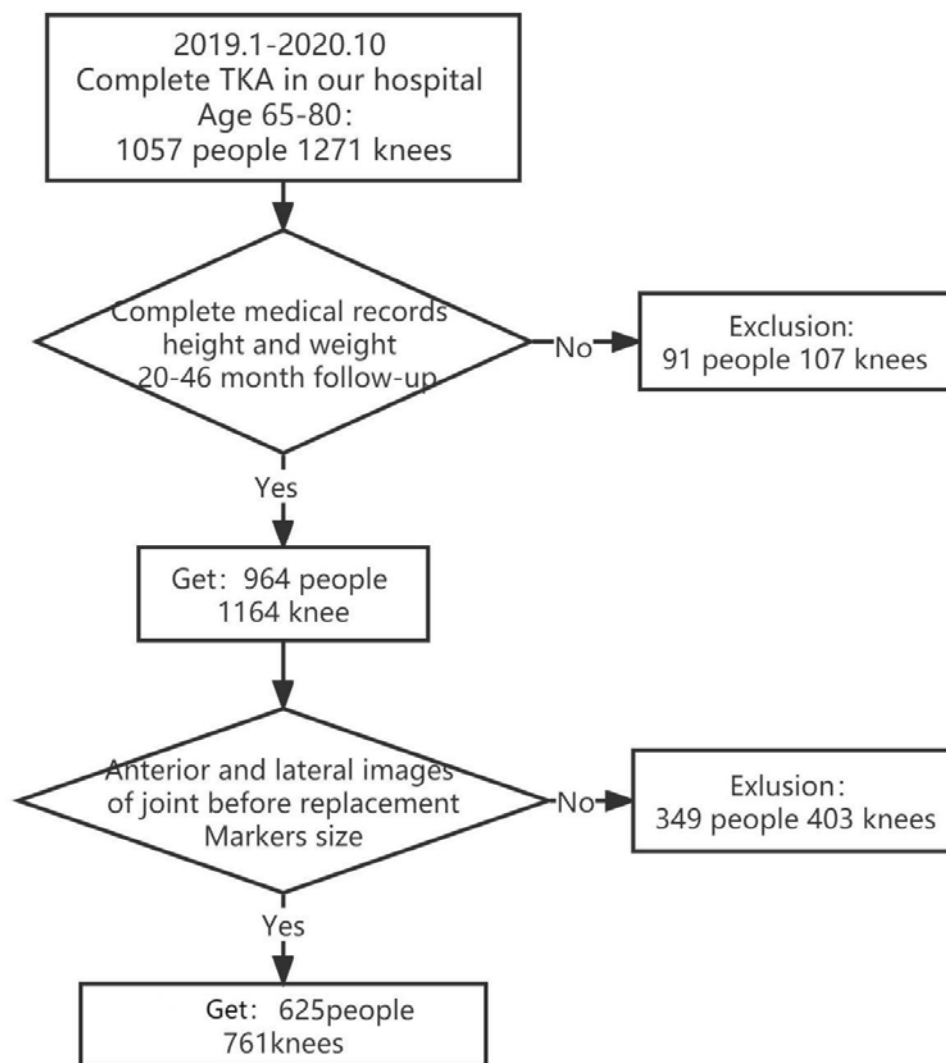 2019.1-2020.10
Complete TKA in our hospital
Age 65-80：
1057 people 1271 knees
Complete medical records
height and weight
20-46 month follow-up
No
Exclusion:
91 people 107 knees
Yes
Get：964 people
1164 knee
Anterior and lateral images
of joint before replacement
Markers size
No
Exlusion：
349 people 403 knees
Yes
Get：625people
761knees